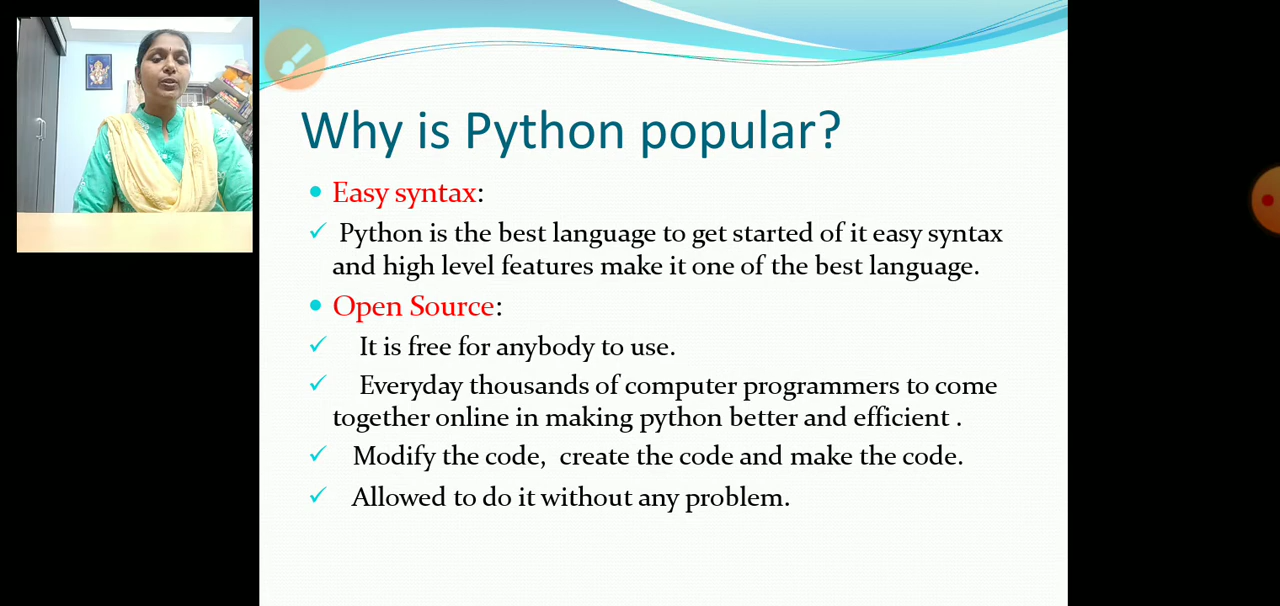 Why is Python popular?
Easy syntax:
Python is the best language to get started of it easy syntax
and high level features make it one of the best language.
Open Source:
It is free for anybody to use.
Everyday thousands of computer programmers to come
together online in making python better and efficient .
Modify the code, create the code and make the code.
Allowed to do it without any problem.